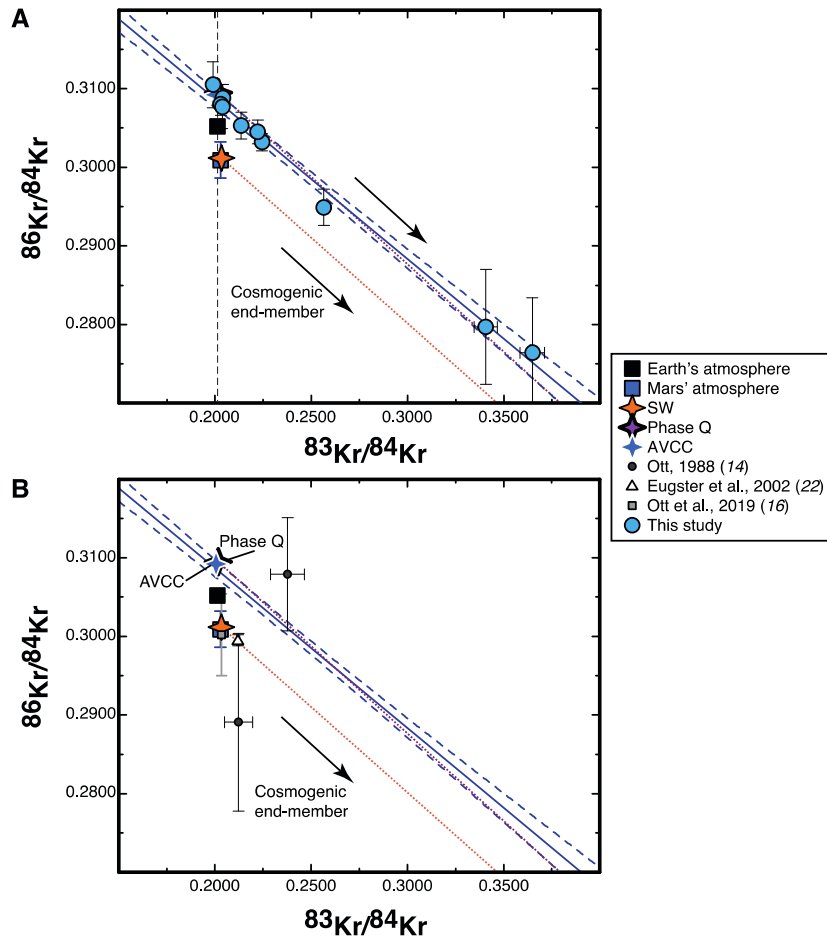 A
0.3100
0.3000
0.2900
0.2800
86Kr/84Kr
Cosmogenic
end-member
0.2000
0.2500
0.3000
0.3500
83Kr/84Kr
Earth's atmosphere
Mars' atmosphere
SW
Phase Q
AVCC
Ott, 1988 (14)
Eugster et al., 2002 (22)
Ott et al., 2019 (16)
This study
B
0.3100
0.3000
0.2900
0.2800
86Kr/84Kr
Phase Q
AVCC
Cosmogenic
end-member
0.2000
0.2500
0.3000
0.3500
83Kr/84Kr